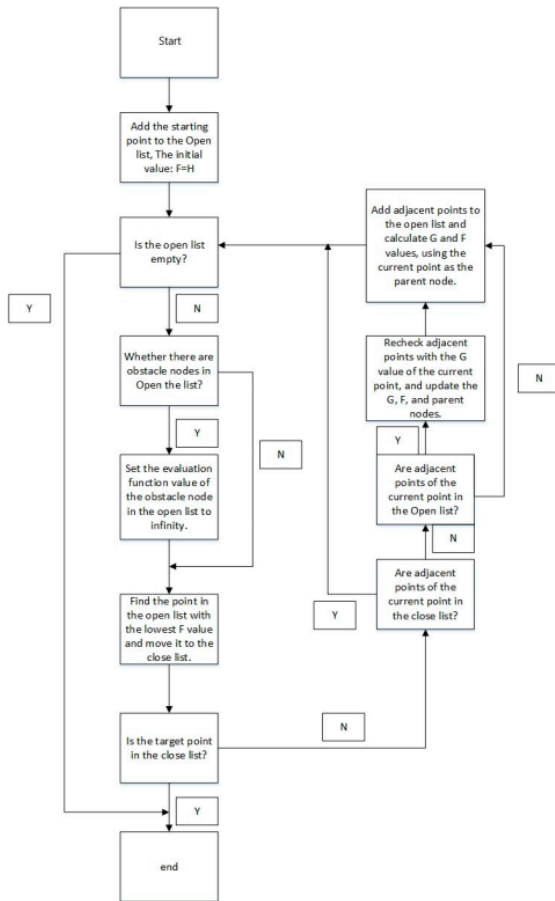 Start
Add the starting
point to the Open
list, The initial
value: F=H
Is the open list
empty?
Y
N
Whether there are
obstacle nodes in
Open the list?
Y
N
Set the evaluation
function value of
the obstacle node
in the open list to
infinity.
Find the point in
the open list with
the lowest F value
and move it to the
close list.
Is the target point
in the close list?
N
Y
end
Add adjacent points to
the open list and
calculate G and F
values, using the
current point as the
parent node.
Recheck adjacent
points with the G
value of the current
point, and update the
G, F, and parent
nodes.
N
Y
Are adjacent
points of the
current point in
the Open list?
N
Are adjacent
points of the
current point in
the close list?
Y